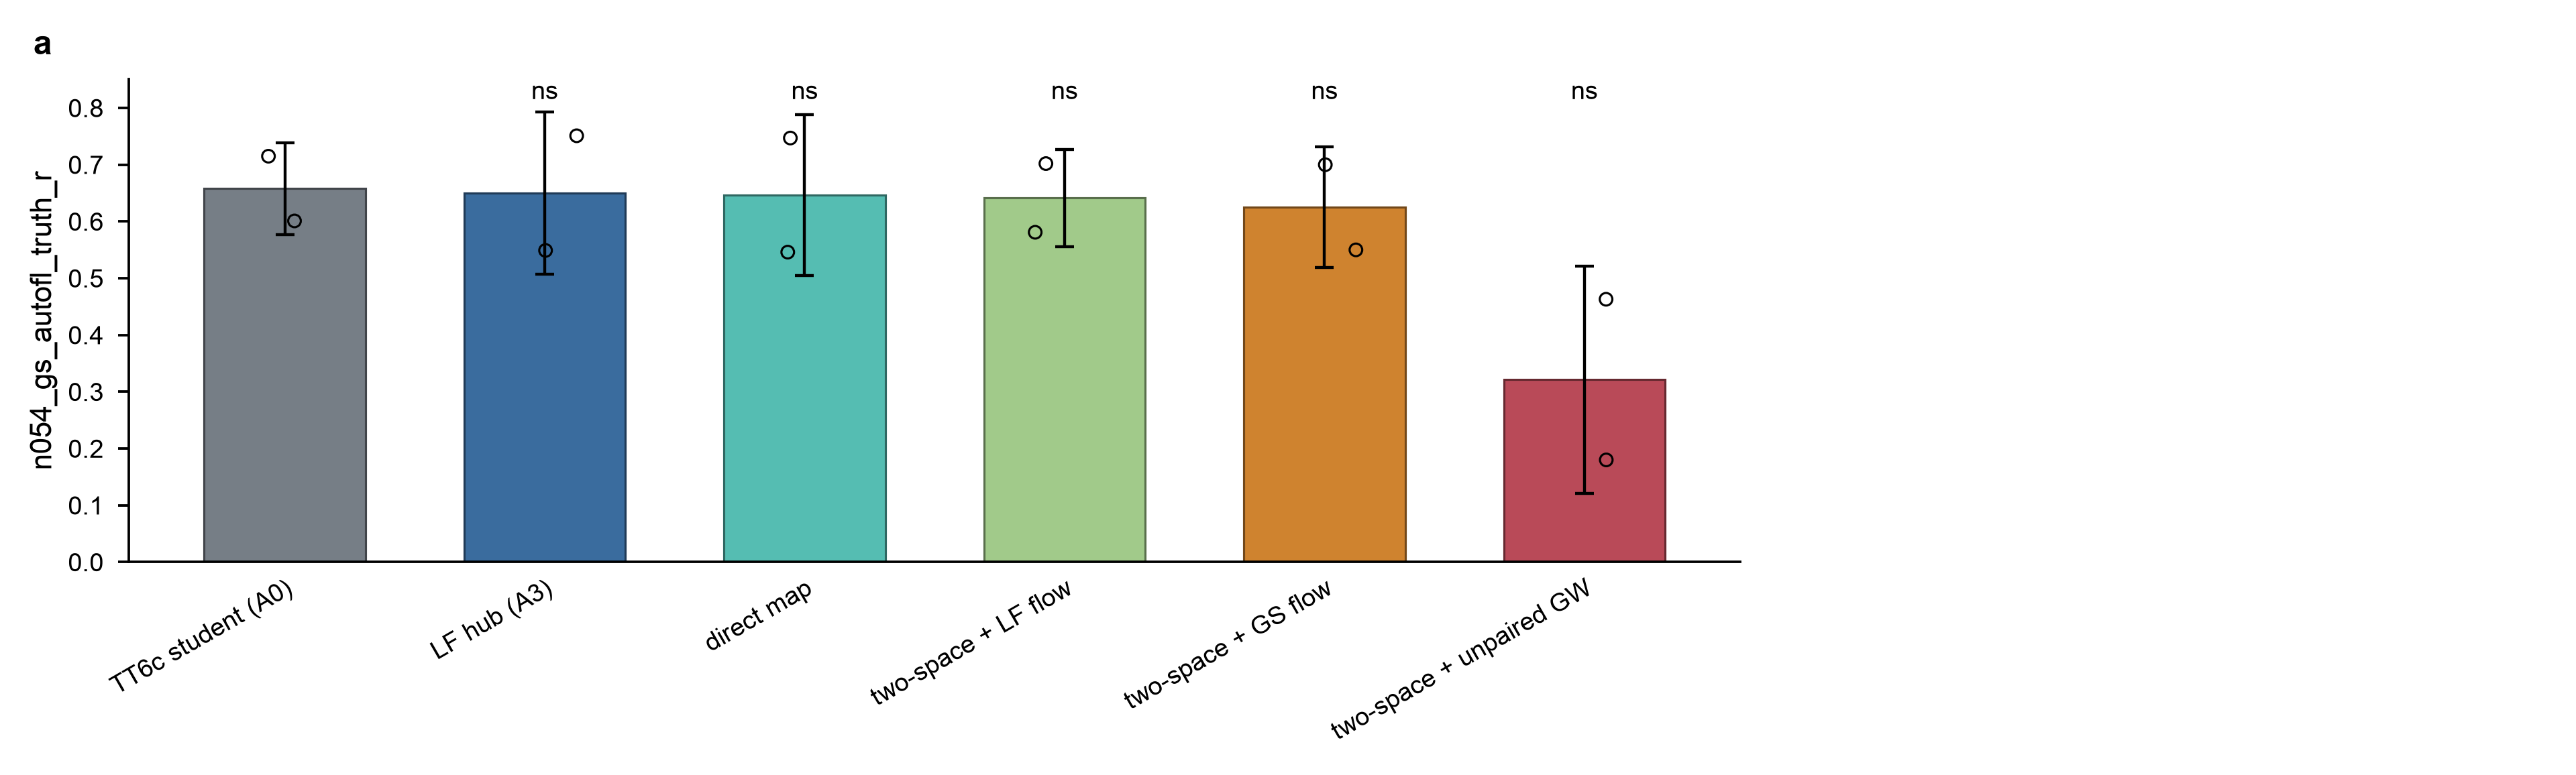 a
n054_gs_autofl_truth_r
0.8
0.7
0.6
0.5
0.4
0.3
0.2
0.1
0.0
ns
ns
ns
ns
ns
TT6c student (A0)
LF hub (A3)
direct map
two-space + LF flow
two-space + GS flow
two-space + unpaired GW